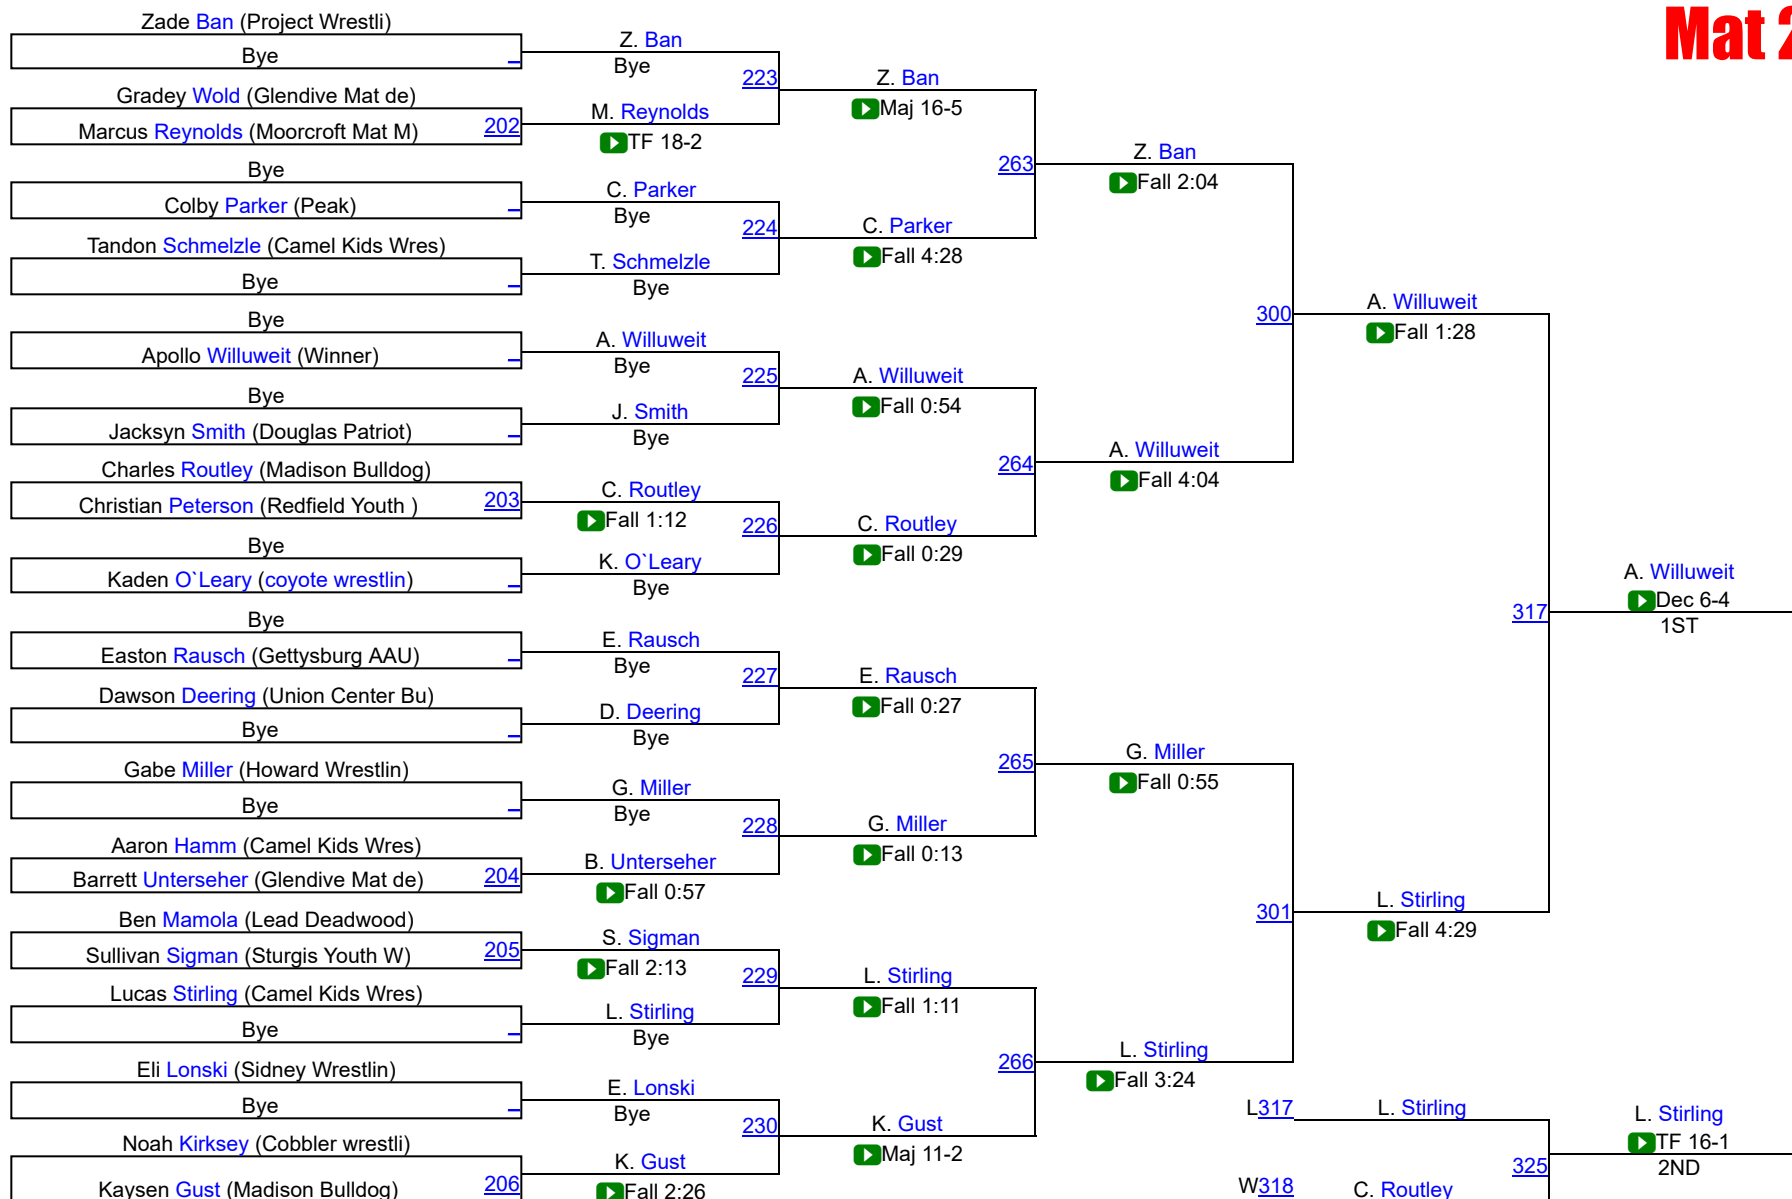 Mat 2
Zade Ban (Project Wrestli)
Bye
Gradey Wold (Glendive Mat de)
Marcus Reynolds (Moorcroft Mat M) 202
Bye
Colby Parker (Peak)
Tandon Schmelzle (Camel Kids Wres)
Bye
Bye
Apollo Willuweit (Winner)
Bye
Jacksyn Smith (Douglas Patriot)
Charles Routley (Madison Bulldog)
Christian Peterson (Redfield Youth ) 203
Bye
Kaden O`Leary (coyote wrestlin)
Bye
Easton Rausch (Gettysburg AAU)
Dawson Deering (Union Center Bu)
Bye
Gabe Miller (Howard Wrestlin)
Bye
Aaron Hamm (Camel Kids Wres)
Barrett Unterseher (Glendive Mat de) 204
Ben Mamola (Lead Deadwood)
Sullivan Sigman (Sturgis Youth W) 205
Lucas Stirling (Camel Kids Wres)
Bye
Eli Lonski (Sidney Wrestlin)
Bye
Noah Kirksey (Cobbler wrestli)
Kaysen Gust (Madison Bulldog) 206
Z. Ban
Bye
223
M. Reynolds
TF 18-2
C. Parker
Bye
224
T. Schmelzle
Bye
A. Willuweit
Bye
225
J. Smith
Bye
C. Routley
Fall 1:12
226
K. O`Leary
Bye
E. Rausch
Bye
227
D. Deering
Bye
G. Miller
Bye
228
B. Unterseher
Fall 0:57
S. Sigman
Fall 2:13
229
L. Stirling
Bye
E. Lonski
Bye
230
K. Gust
Fall 2:26
Z. Ban
Maj 16-5
263
C. Parker
Fall 4:28
A. Willuweit
Fall 0:54
264
C. Routley
Fall 0:29
E. Rausch
Fall 0:27
265
G. Miller
Fall 0:13
L. Stirling
Fall 1:11
266
K. Gust
Maj 11-2
Z. Ban
Fall 2:04
300
A. Willuweit
Fall 4:04
G. Miller
Fall 0:55
301
L. Stirling
Fall 3:24
A. Willuweit
Fall 1:28
317
L. Stirling
Fall 4:29
A. Willuweit
Dec 6-4
1ST
L317 L. Stirling
325
W318 C. Routley
L. Stirling
TF 16-1
2ND